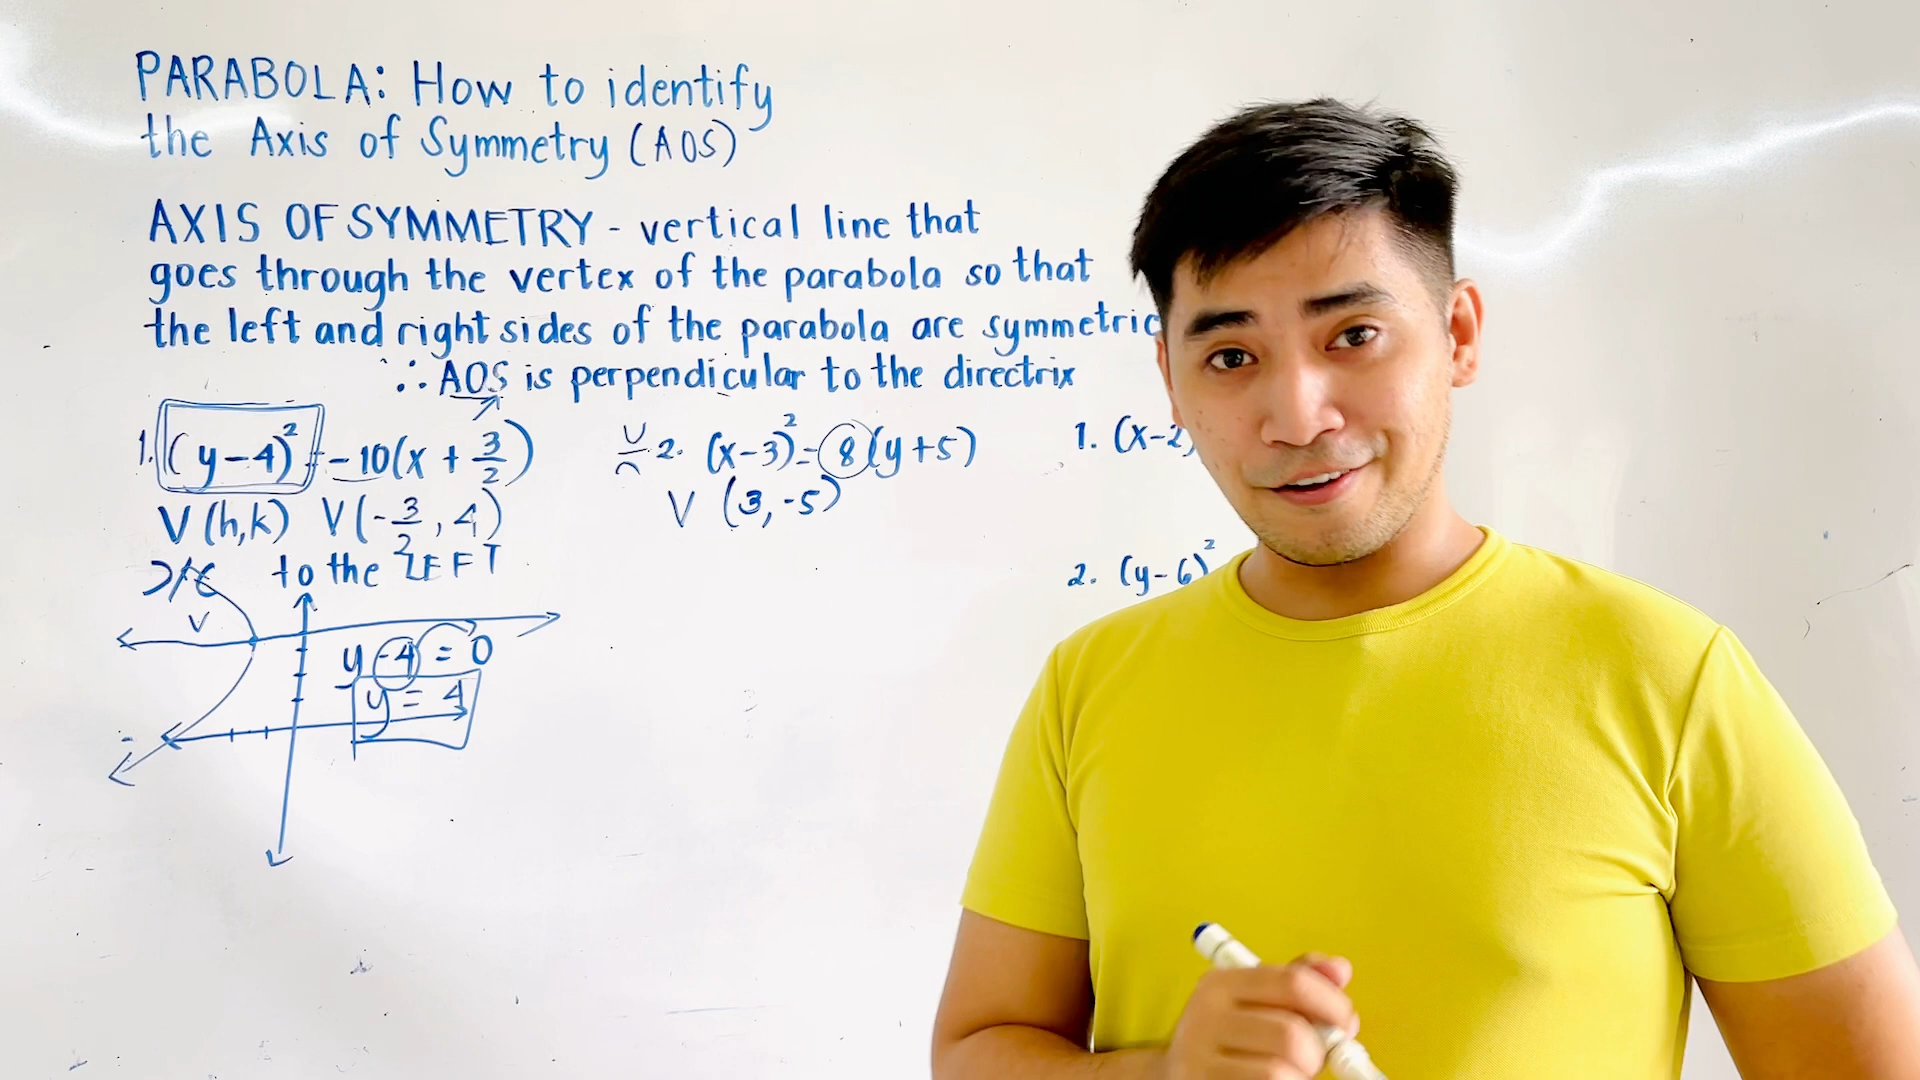 PARABOLA: How to identify
the Axis of Symmetry (AOS)
AXIS OF SYMMETRY - vertical line that
goes through the vertex of the parabola so that
the left and right sides of the parabola are symmetric
∴ AOS is perpendicular to the directrix
1. (y-4)² = -10(x + 3/2)
V(h,k) V(-3/2, 4)
to the LEFT
V
y-4 = 0
y = 4
2. (x-3)² = 8(y+5)
V (3,-5)
1. (x-2)
2. (y-6)²